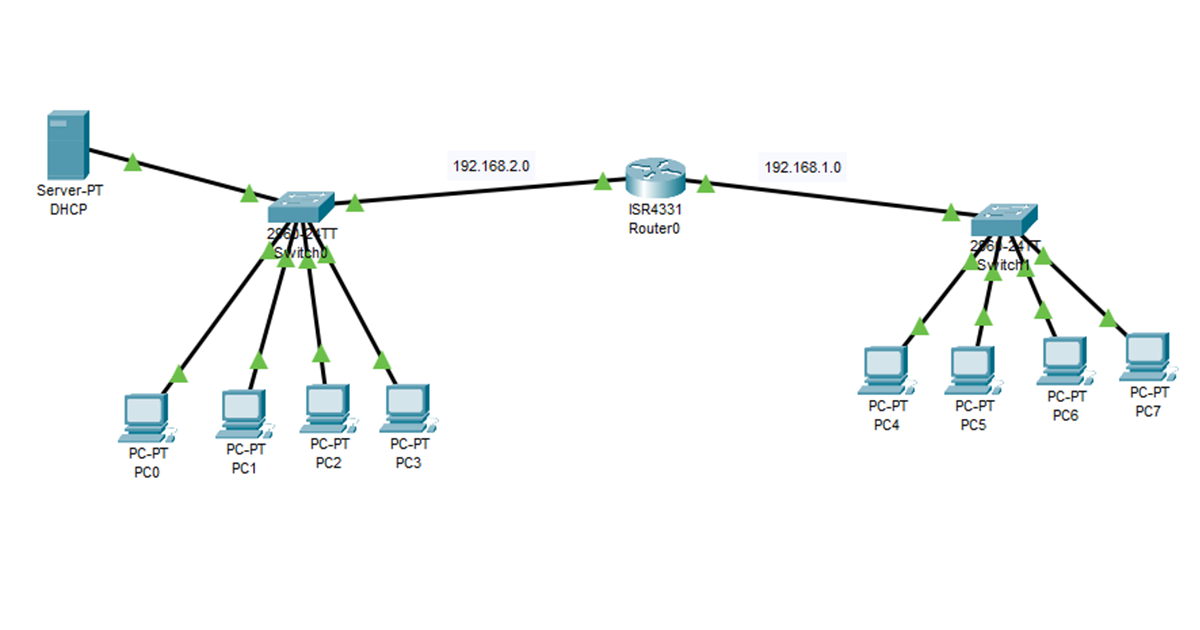 Server-PT
DHCP
192.168.2.0
2960-24TT
Switch0
ISR4331
Router0
192.168.1.0
2960-24TT
Switch1
PC-PT
PC0
PC-PT
PC1
PC-PT
PC2
PC-PT
PC3
PC-PT
PC4
PC-PT
PC5
PC-PT
PC6
PC-PT
PC7